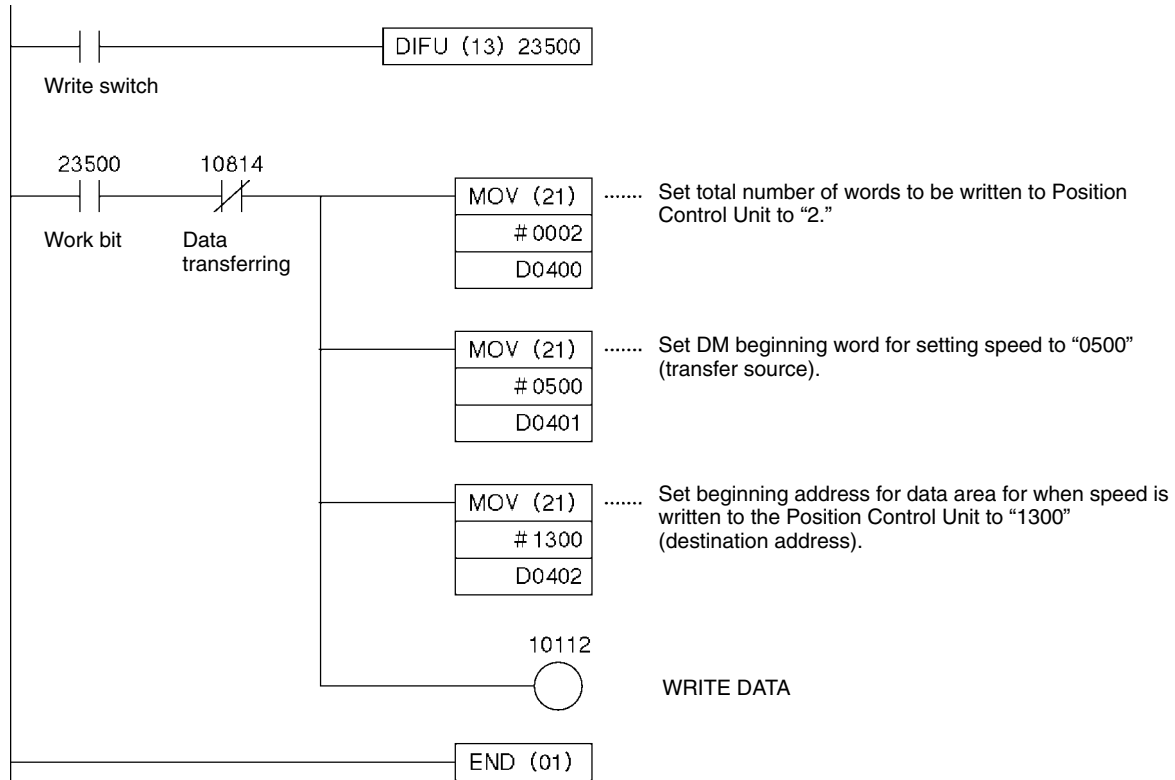 DIFU (13) 23500
Write switch
23500 10814
MOV (21) ....... Set total number of words to be written to Position
Control Unit to “2.”
#0002
Work bit Data
transferring
D0400
MOV (21) ....... Set DM beginning word for setting speed to “0500”
(transfer source).
#0500
D0401
MOV (21) ....... Set beginning address for data area for when speed is
written to the Position Control Unit to “1300”
(destination address).
#1300
D0402
10112
WRITE DATA
END (01)